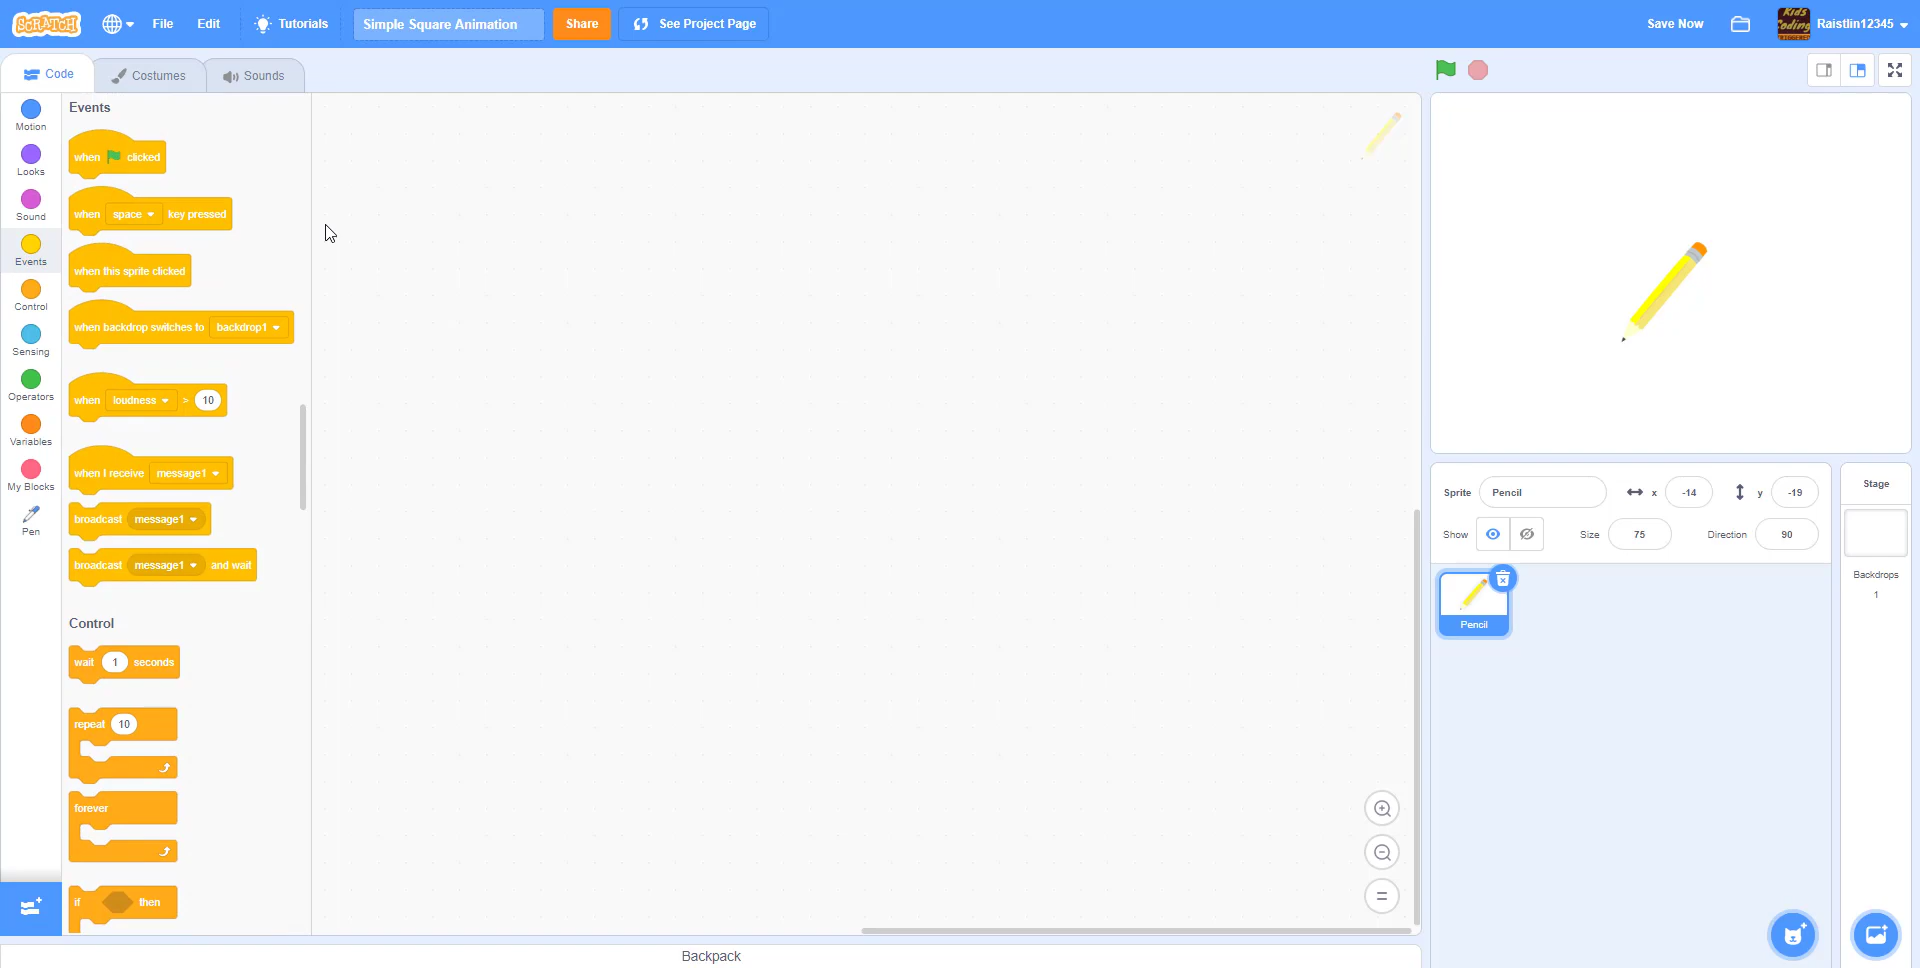 SCRATCH File Edit Tutorials Simple Square Animation Share See Project Page Save Now Kids Coding TRIGGERED Raistlin12345
Code Costumes Sounds
Motion
Looks
Sound
Events
Control
Sensing
Operators
Variables
My Blocks
Pen
Events
when clicked
when space key pressed
when this sprite clicked
when backdrop switches to backdrop1
when loudness > 10
when I receive message1
broadcast message1
broadcast message1 and wait
Control
wait 1 seconds
repeat 10
forever
if then
Backpack
Sprite Pencil x -14 y -19
Show Size 75 Direction 90
Pencil
Stage
Backdrops
1